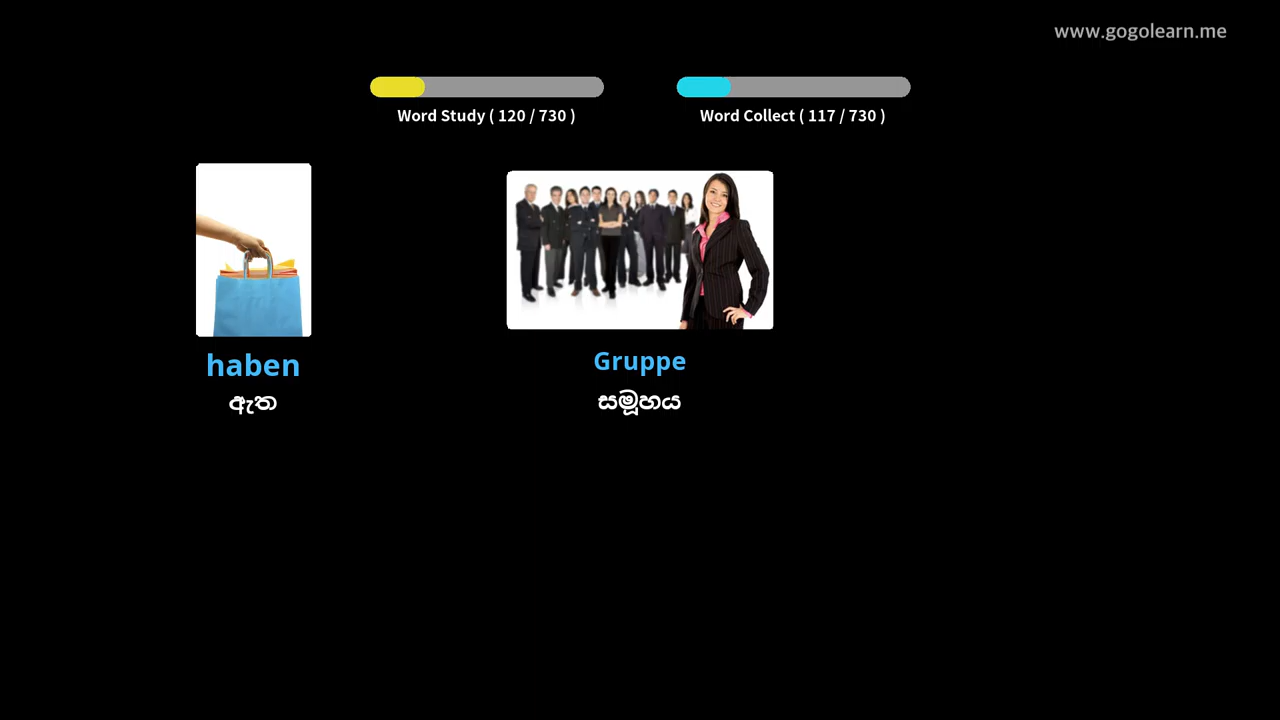 www.gogolearn.me
Word Study ( 120 / 730 )
Word Collect ( 117 / 730 )
haben
ඇත
Gruppe
සමූහය